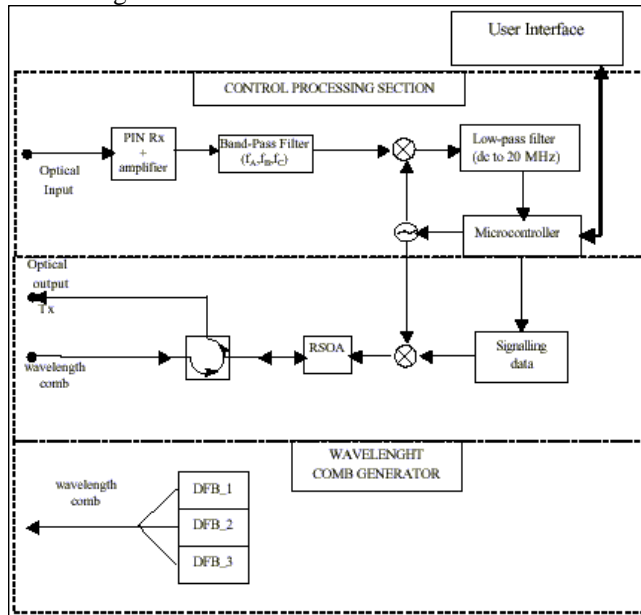 User Interface
CONTROL PROCESSING SECTION
PIN Rx
+
amplifier
Band-Pass Filter
(fA,fB,fC)
Low-pass filter
(dc to 20 MHz)
Optical
Input
Microcontroller
Optical
output
Tx
wavelength
comb
RSOA
Signalling
data
WAVELENGHT
COMB GENERATOR
wavelength
comb
DFB_1
DFB_2
DFB_3